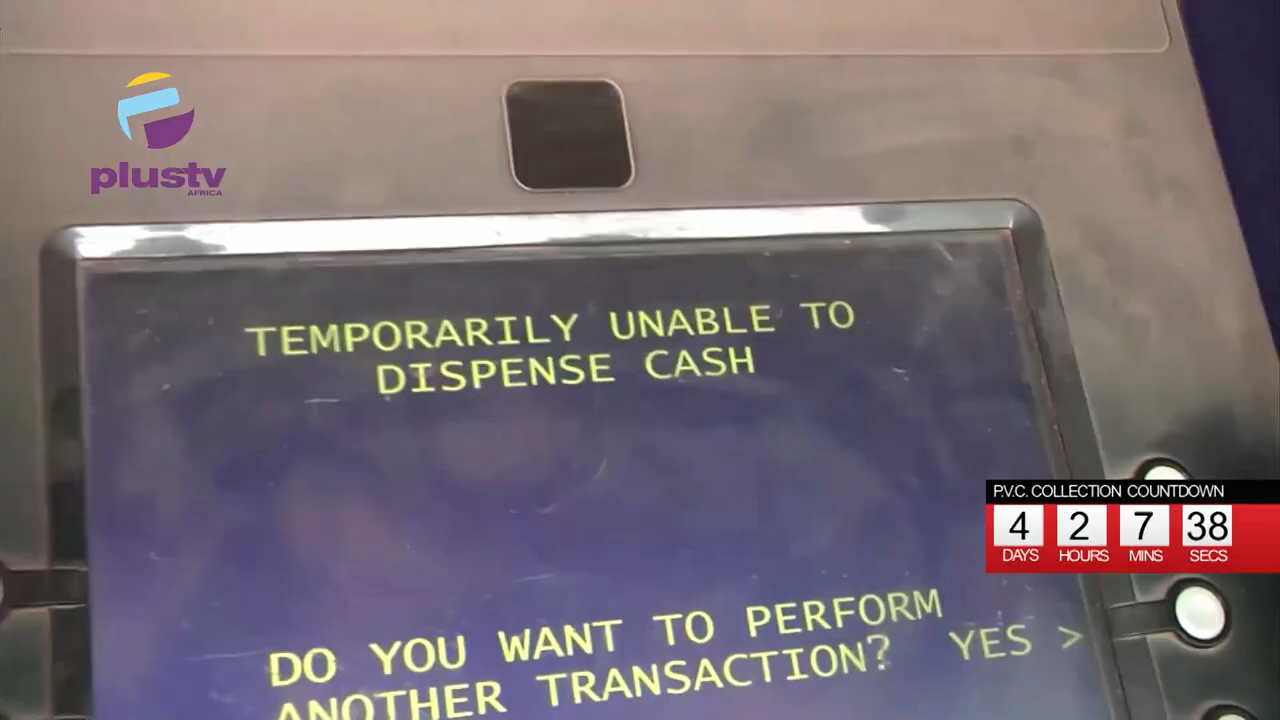 plustv
AFRICA
TEMPORARILY UNABLE TO
DISPENSE CASH
P.V.C. COLLECTION COUNTDOWN
4 2 7 38
DAYS HOURS MINS SECS
DO YOU WANT TO PERFORM
ANOTHER TRANSACTION? YES >